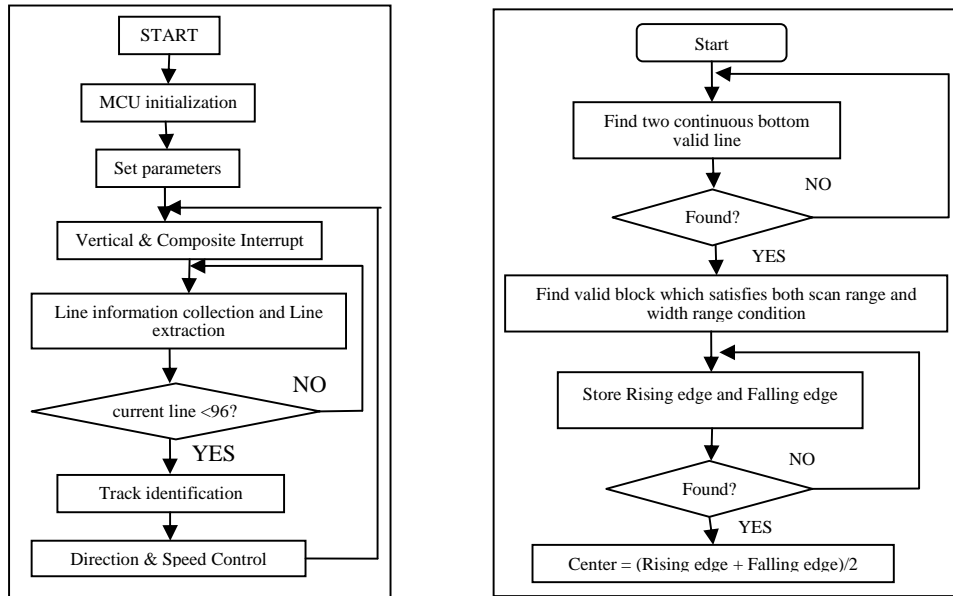 START
MCU initialization
Set parameters
Vertical & Composite Interrupt
Line information collection and Line
extraction
NO
current line <96?
YES
Track identification
Direction & Speed Control
Start
Find two continuous bottom
valid line
NO
Found?
YES
Find valid block which satisfies both scan range and
width range condition
Store Rising edge and Falling edge
NO
Found?
YES
Center = (Rising edge + Falling edge)/2